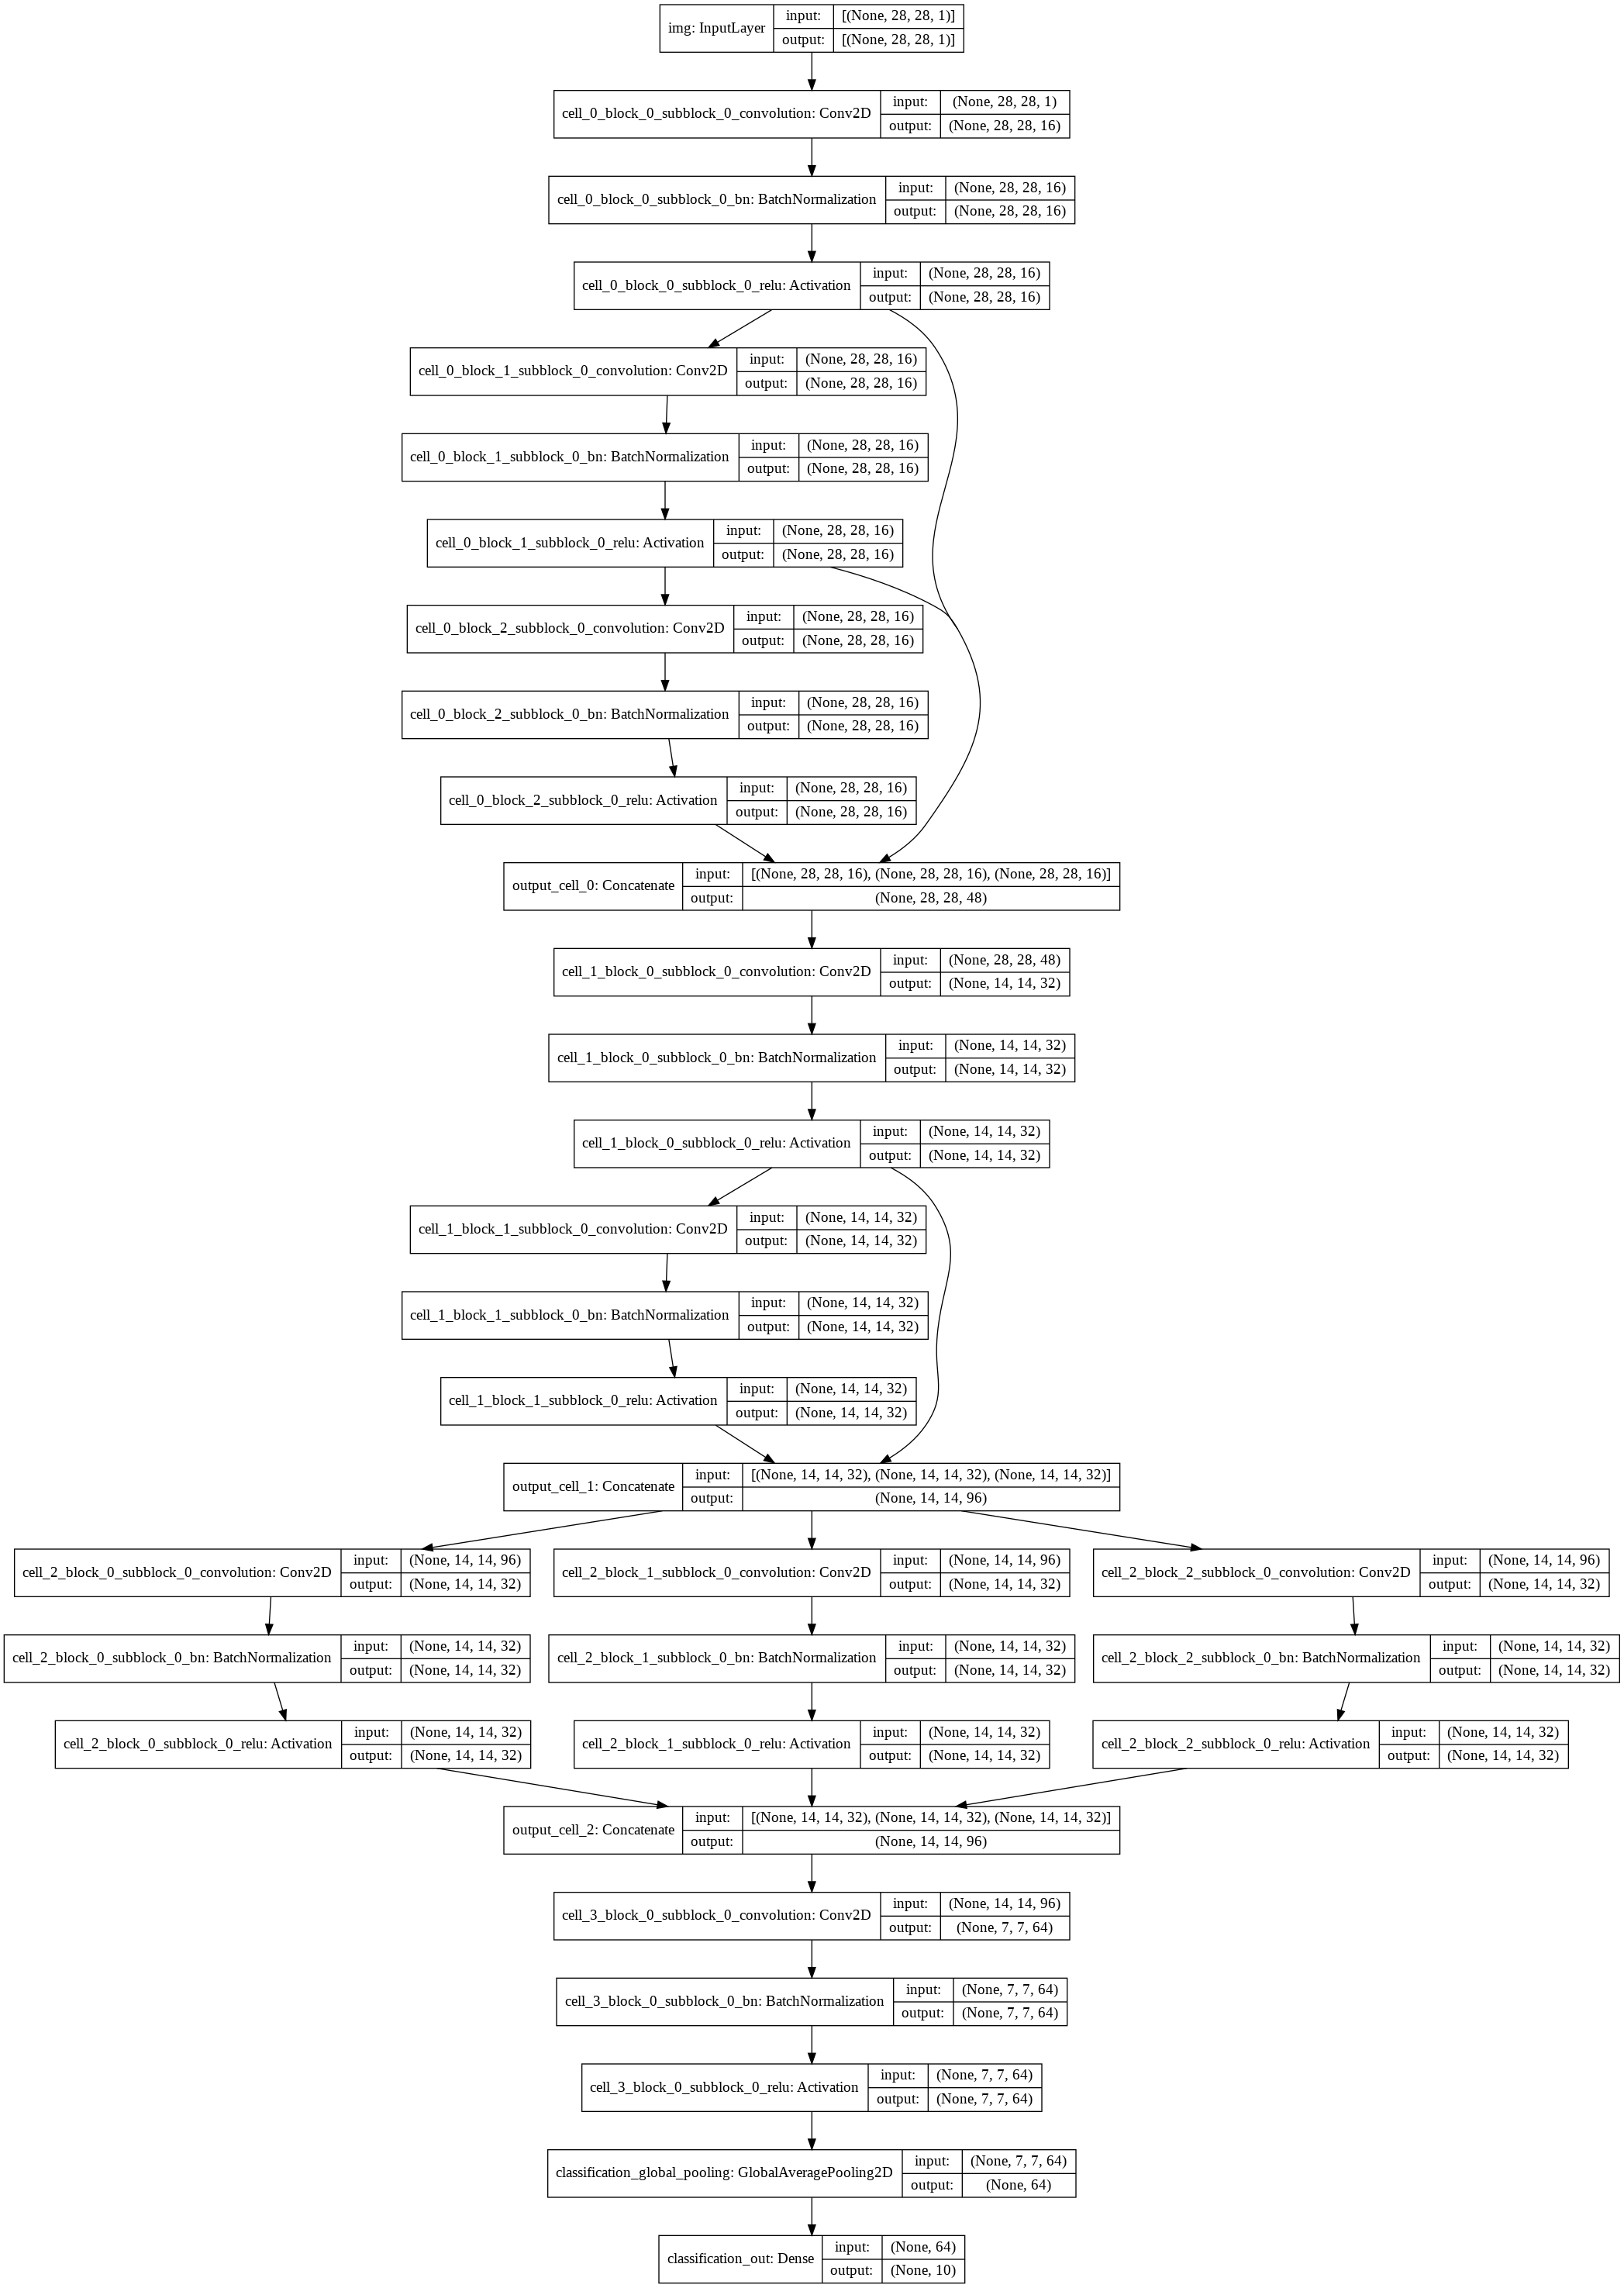 img: InputLayer
input: [(None, 28, 28, 1)]
output: [(None, 28, 28, 1)]
cell_0_block_0_subblock_0_convolution: Conv2D
input: (None, 28, 28, 1)
output: (None, 28, 28, 16)
cell_0_block_0_subblock_0_bn: BatchNormalization
input: (None, 28, 28, 16)
output: (None, 28, 28, 16)
cell_0_block_0_subblock_0_relu: Activation
input: (None, 28, 28, 16)
output: (None, 28, 28, 16)
cell_0_block_1_subblock_0_convolution: Conv2D
input: (None, 28, 28, 16)
output: (None, 28, 28, 16)
cell_0_block_1_subblock_0_bn: BatchNormalization
input: (None, 28, 28, 16)
output: (None, 28, 28, 16)
cell_0_block_1_subblock_0_relu: Activation
input: (None, 28, 28, 16)
output: (None, 28, 28, 16)
cell_0_block_2_subblock_0_convolution: Conv2D
input: (None, 28, 28, 16)
output: (None, 28, 28, 16)
cell_0_block_2_subblock_0_bn: BatchNormalization
input: (None, 28, 28, 16)
output: (None, 28, 28, 16)
cell_0_block_2_subblock_0_relu: Activation
input: (None, 28, 28, 16)
output: (None, 28, 28, 16)
output_cell_0: Concatenate
input: [(None, 28, 28, 16), (None, 28, 28, 16), (None, 28, 28, 16)]
output: (None, 28, 28, 48)
cell_1_block_0_subblock_0_convolution: Conv2D
input: (None, 28, 28, 48)
output: (None, 14, 14, 32)
cell_1_block_0_subblock_0_bn: BatchNormalization
input: (None, 14, 14, 32)
output: (None, 14, 14, 32)
cell_1_block_0_subblock_0_relu: Activation
input: (None, 14, 14, 32)
output: (None, 14, 14, 32)
cell_1_block_1_subblock_0_convolution: Conv2D
input: (None, 14, 14, 32)
output: (None, 14, 14, 32)
cell_1_block_1_subblock_0_bn: BatchNormalization
input: (None, 14, 14, 32)
output: (None, 14, 14, 32)
cell_1_block_1_subblock_0_relu: Activation
input: (None, 14, 14, 32)
output: (None, 14, 14, 32)
output_cell_1: Concatenate
input: [(None, 14, 14, 32), (None, 14, 14, 32), (None, 14, 14, 32)]
output: (None, 14, 14, 96)
cell_2_block_0_subblock_0_convolution: Conv2D
input: (None, 14, 14, 96)
output: (None, 14, 14, 32)
cell_2_block_1_subblock_0_convolution: Conv2D
input: (None, 14, 14, 96)
output: (None, 14, 14, 32)
cell_2_block_2_subblock_0_convolution: Conv2D
input: (None, 14, 14, 96)
output: (None, 14, 14, 32)
cell_2_block_0_subblock_0_bn: BatchNormalization
input: (None, 14, 14, 32)
output: (None, 14, 14, 32)
cell_2_block_1_subblock_0_bn: BatchNormalization
input: (None, 14, 14, 32)
output: (None, 14, 14, 32)
cell_2_block_2_subblock_0_bn: BatchNormalization
input: (None, 14, 14, 32)
output: (None, 14, 14, 32)
cell_2_block_0_subblock_0_relu: Activation
input: (None, 14, 14, 32)
output: (None, 14, 14, 32)
cell_2_block_1_subblock_0_relu: Activation
input: (None, 14, 14, 32)
output: (None, 14, 14, 32)
cell_2_block_2_subblock_0_relu: Activation
input: (None, 14, 14, 32)
output: (None, 14, 14, 32)
output_cell_2: Concatenate
input: [(None, 14, 14, 32), (None, 14, 14, 32), (None, 14, 14, 32)]
output: (None, 14, 14, 96)
cell_3_block_0_subblock_0_convolution: Conv2D
input: (None, 14, 14, 96)
output: (None, 7, 7, 64)
cell_3_block_0_subblock_0_bn: BatchNormalization
input: (None, 7, 7, 64)
output: (None, 7, 7, 64)
cell_3_block_0_subblock_0_relu: Activation
input: (None, 7, 7, 64)
output: (None, 7, 7, 64)
classification_global_pooling: GlobalAveragePooling2D
input: (None, 7, 7, 64)
output: (None, 64)
classification_out: Dense
input: (None, 64)
output: (None, 10)